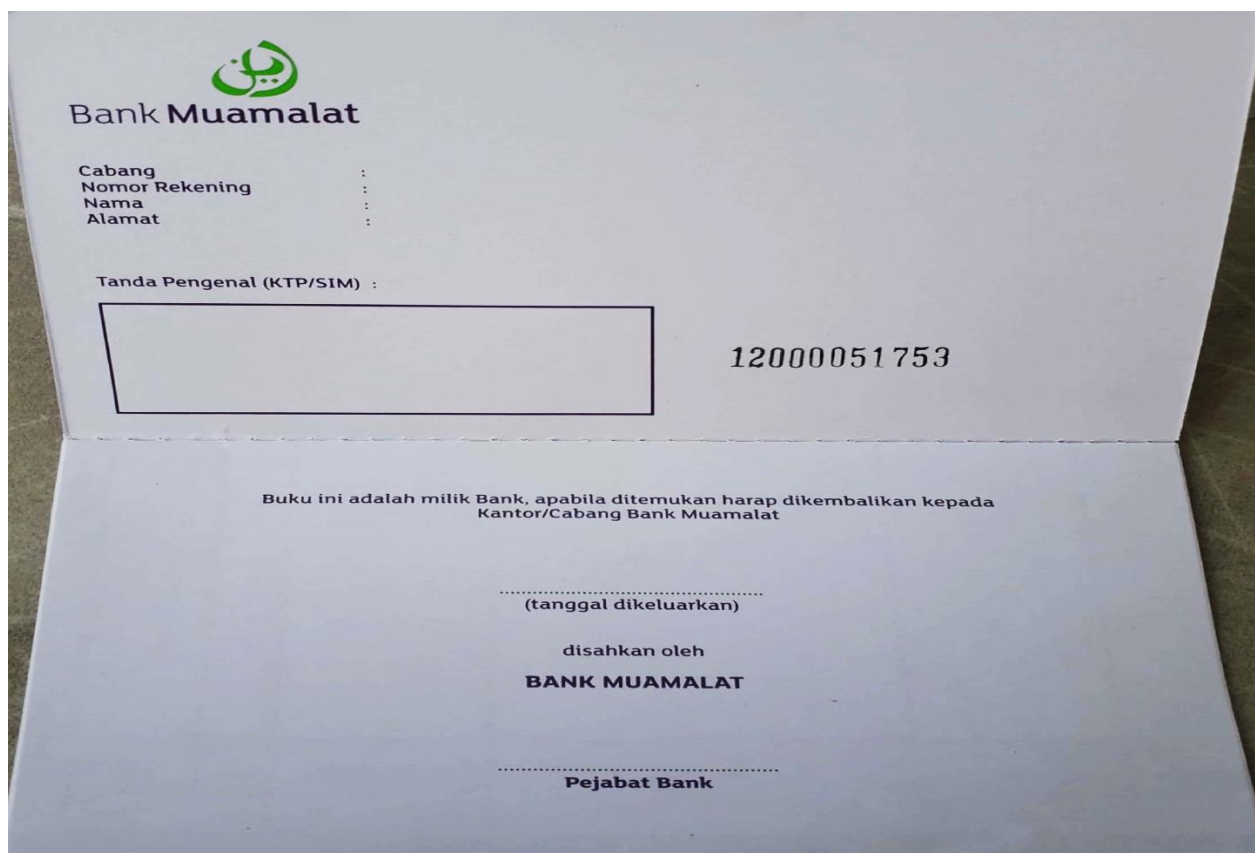 Bank Muamalat
Cabang :
Nomor Rekening :
Nama :
Alamat :
Tanda Pengenal (KTP/SIM) :
12000051753
Buku ini adalah milik Bank, apabila ditemukan harap dikembalikan kepada
Kantor/Cabang Bank Muamalat
(tanggal dikeluarkan)
disahkan oleh
BANK MUAMALAT
Pejabat Bank